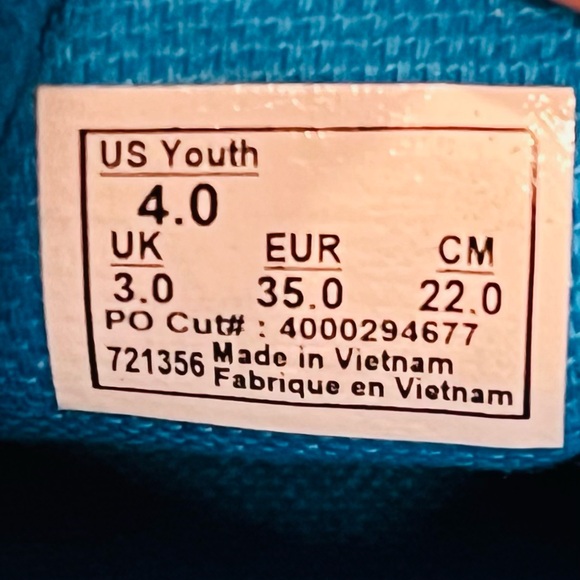 US Youth
4.0
UK EUR CM
3.0 35.0 22.0
PO Cut# : 4000294677
721356 Made in Vietnam
Fabrique en Vietnam